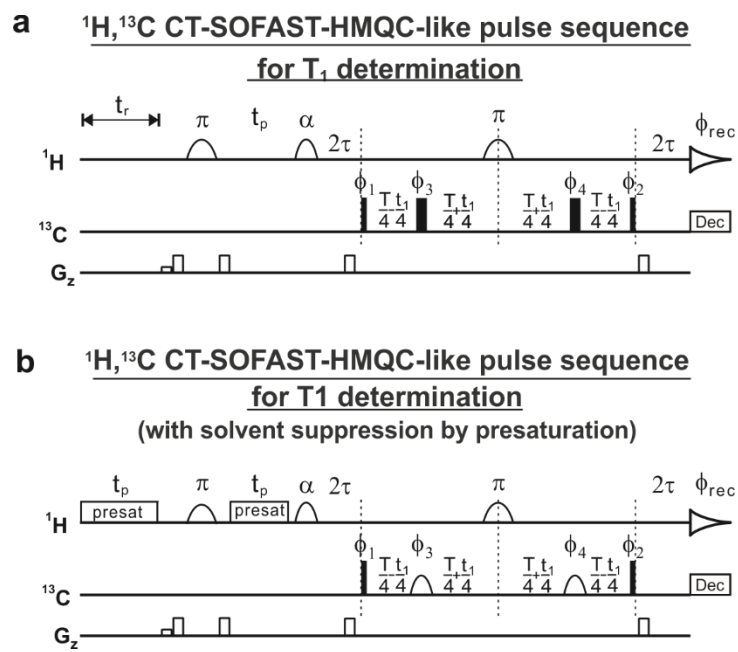 a ¹H,¹³C CT-SOFAST-HMQC-like pulse sequence
for T₁ determination
tᵣ π tₚ α 2τ π 2τ ϕrec
¹H
ϕ₁ ϕ₃ ϕ₄ ϕ₂
T/4-t₁/4 T/4+t₁/4 T/4+t₁/4 T/4-t₁/4
¹³C Dec
G_z
b ¹H,¹³C CT-SOFAST-HMQC-like pulse sequence
for T1 determination
(with solvent suppression by presaturation)
tₚ π tₚ α 2τ π 2τ ϕrec
presat presat
¹H
ϕ₁ ϕ₃ ϕ₄ ϕ₂
T/4-t₁/4 T/4+t₁/4 T/4+t₁/4 T/4-t₁/4
¹³C Dec
G_z